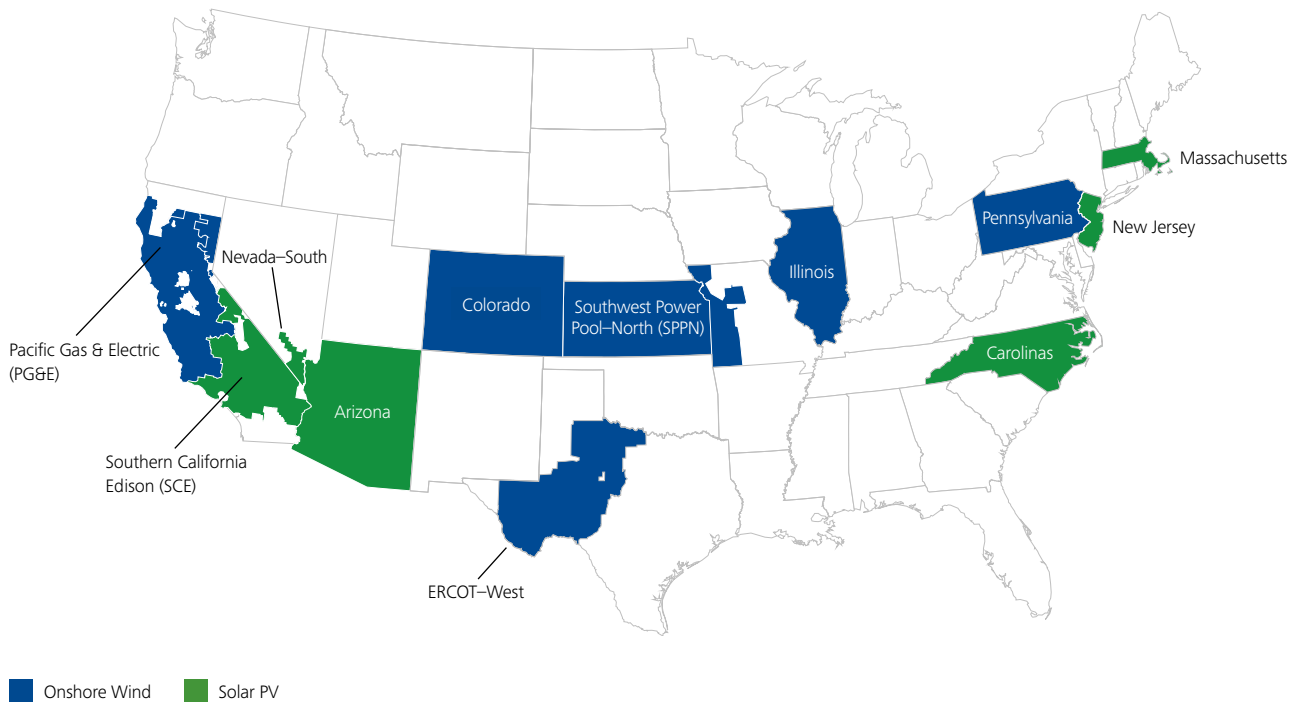 Massachusetts
Pennsylvania
New Jersey
Nevada–South
Illinois
Colorado
Southwest Power
Pool–North (SPPN)
Pacific Gas & Electric
(PG&E)
Carolinas
Arizona
Southern California
Edison (SCE)
ERCOT–West
Onshore Wind
Solar PV